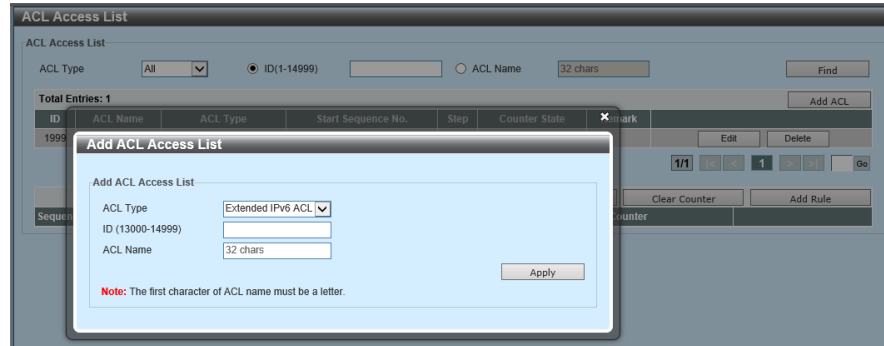 ACL Access List
ACL Access List
ACL Type All ID(1-14999) ACL Name 32 chars Find
Total Entries: 1 Add ACL
ID ACL Name ACL Type Start Sequence No. Step Counter State
1999 Edit Delete
1/1 |< < 1 > >| Go
Clear Counter Add Rule
Add ACL Access List
Add ACL Access List
ACL Type Extended IPv6 ACL
ID (13000-14999)
ACL Name 32 chars
Apply
Note: The first character of ACL name must be a letter.